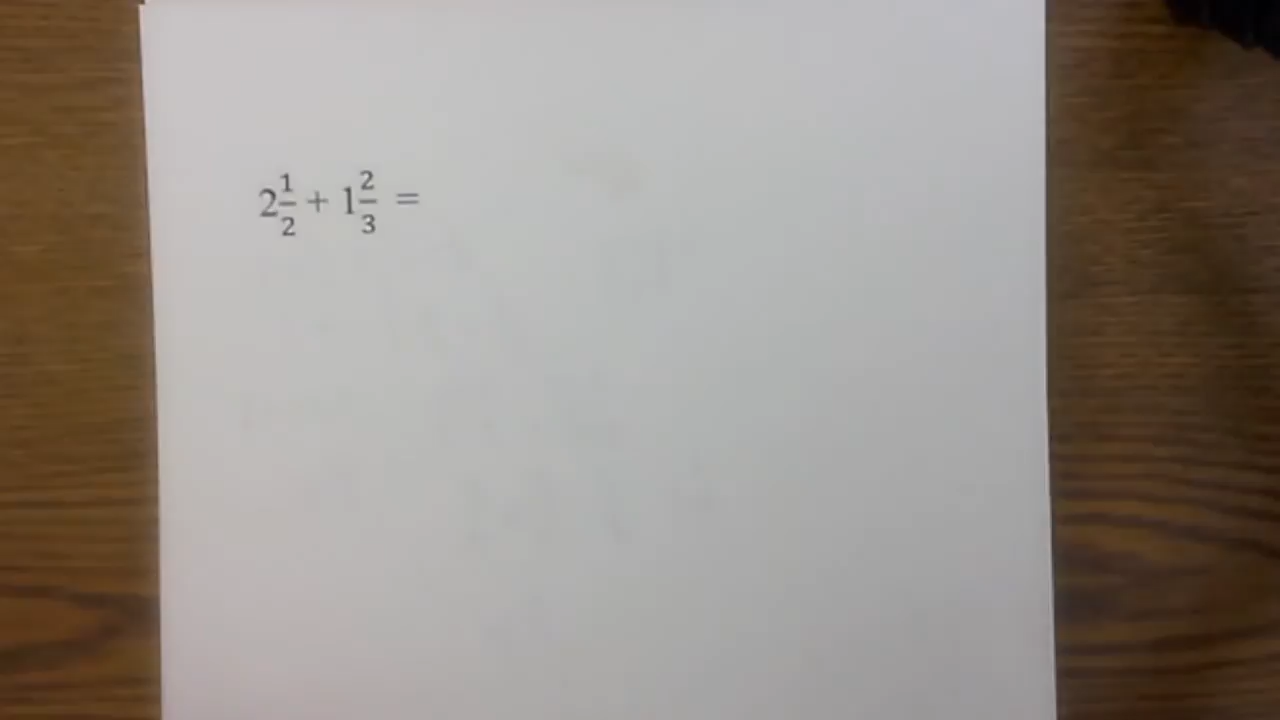 2 1/2 + 1 2/3 =